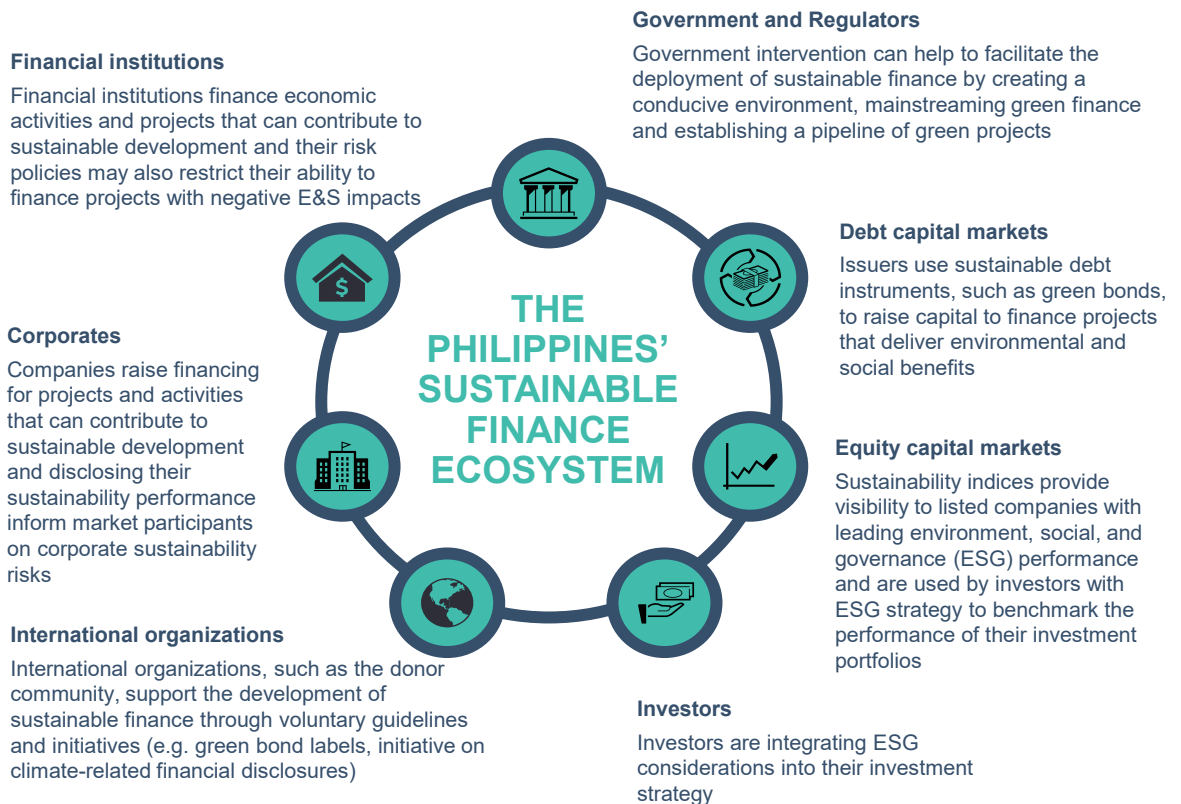 Government and Regulators
Government intervention can help to facilitate the
deployment of sustainable finance by creating a
conducive environment, mainstreaming green finance
and establishing a pipeline of green projects
Financial institutions
Financial institutions finance economic
activities and projects that can contribute to
sustainable development and their risk
policies may also restrict their ability to
finance projects with negative E&S impacts
Debt capital markets
Issuers use sustainable debt
instruments, such as green bonds,
to raise capital to finance projects
that deliver environmental and
social benefits
$
THE
PHILIPPINES’
SUSTAINABLE
FINANCE
ECOSYSTEM
Corporates
Companies raise financing
for projects and activities
that can contribute to
sustainable development
and disclosing their
sustainability performance
inform market participants
on corporate sustainability
risks
Equity capital markets
Sustainability indices provide
visibility to listed companies with
leading environment, social, and
governance (ESG) performance
and are used by investors with
ESG strategy to benchmark the
performance of their investment
portfolios
International organizations
International organizations, such as the donor
community, support the development of
sustainable finance through voluntary guidelines
and initiatives (e.g. green bond labels, initiative on
climate-related financial disclosures)
Investors
Investors are integrating ESG
considerations into their investment
strategy